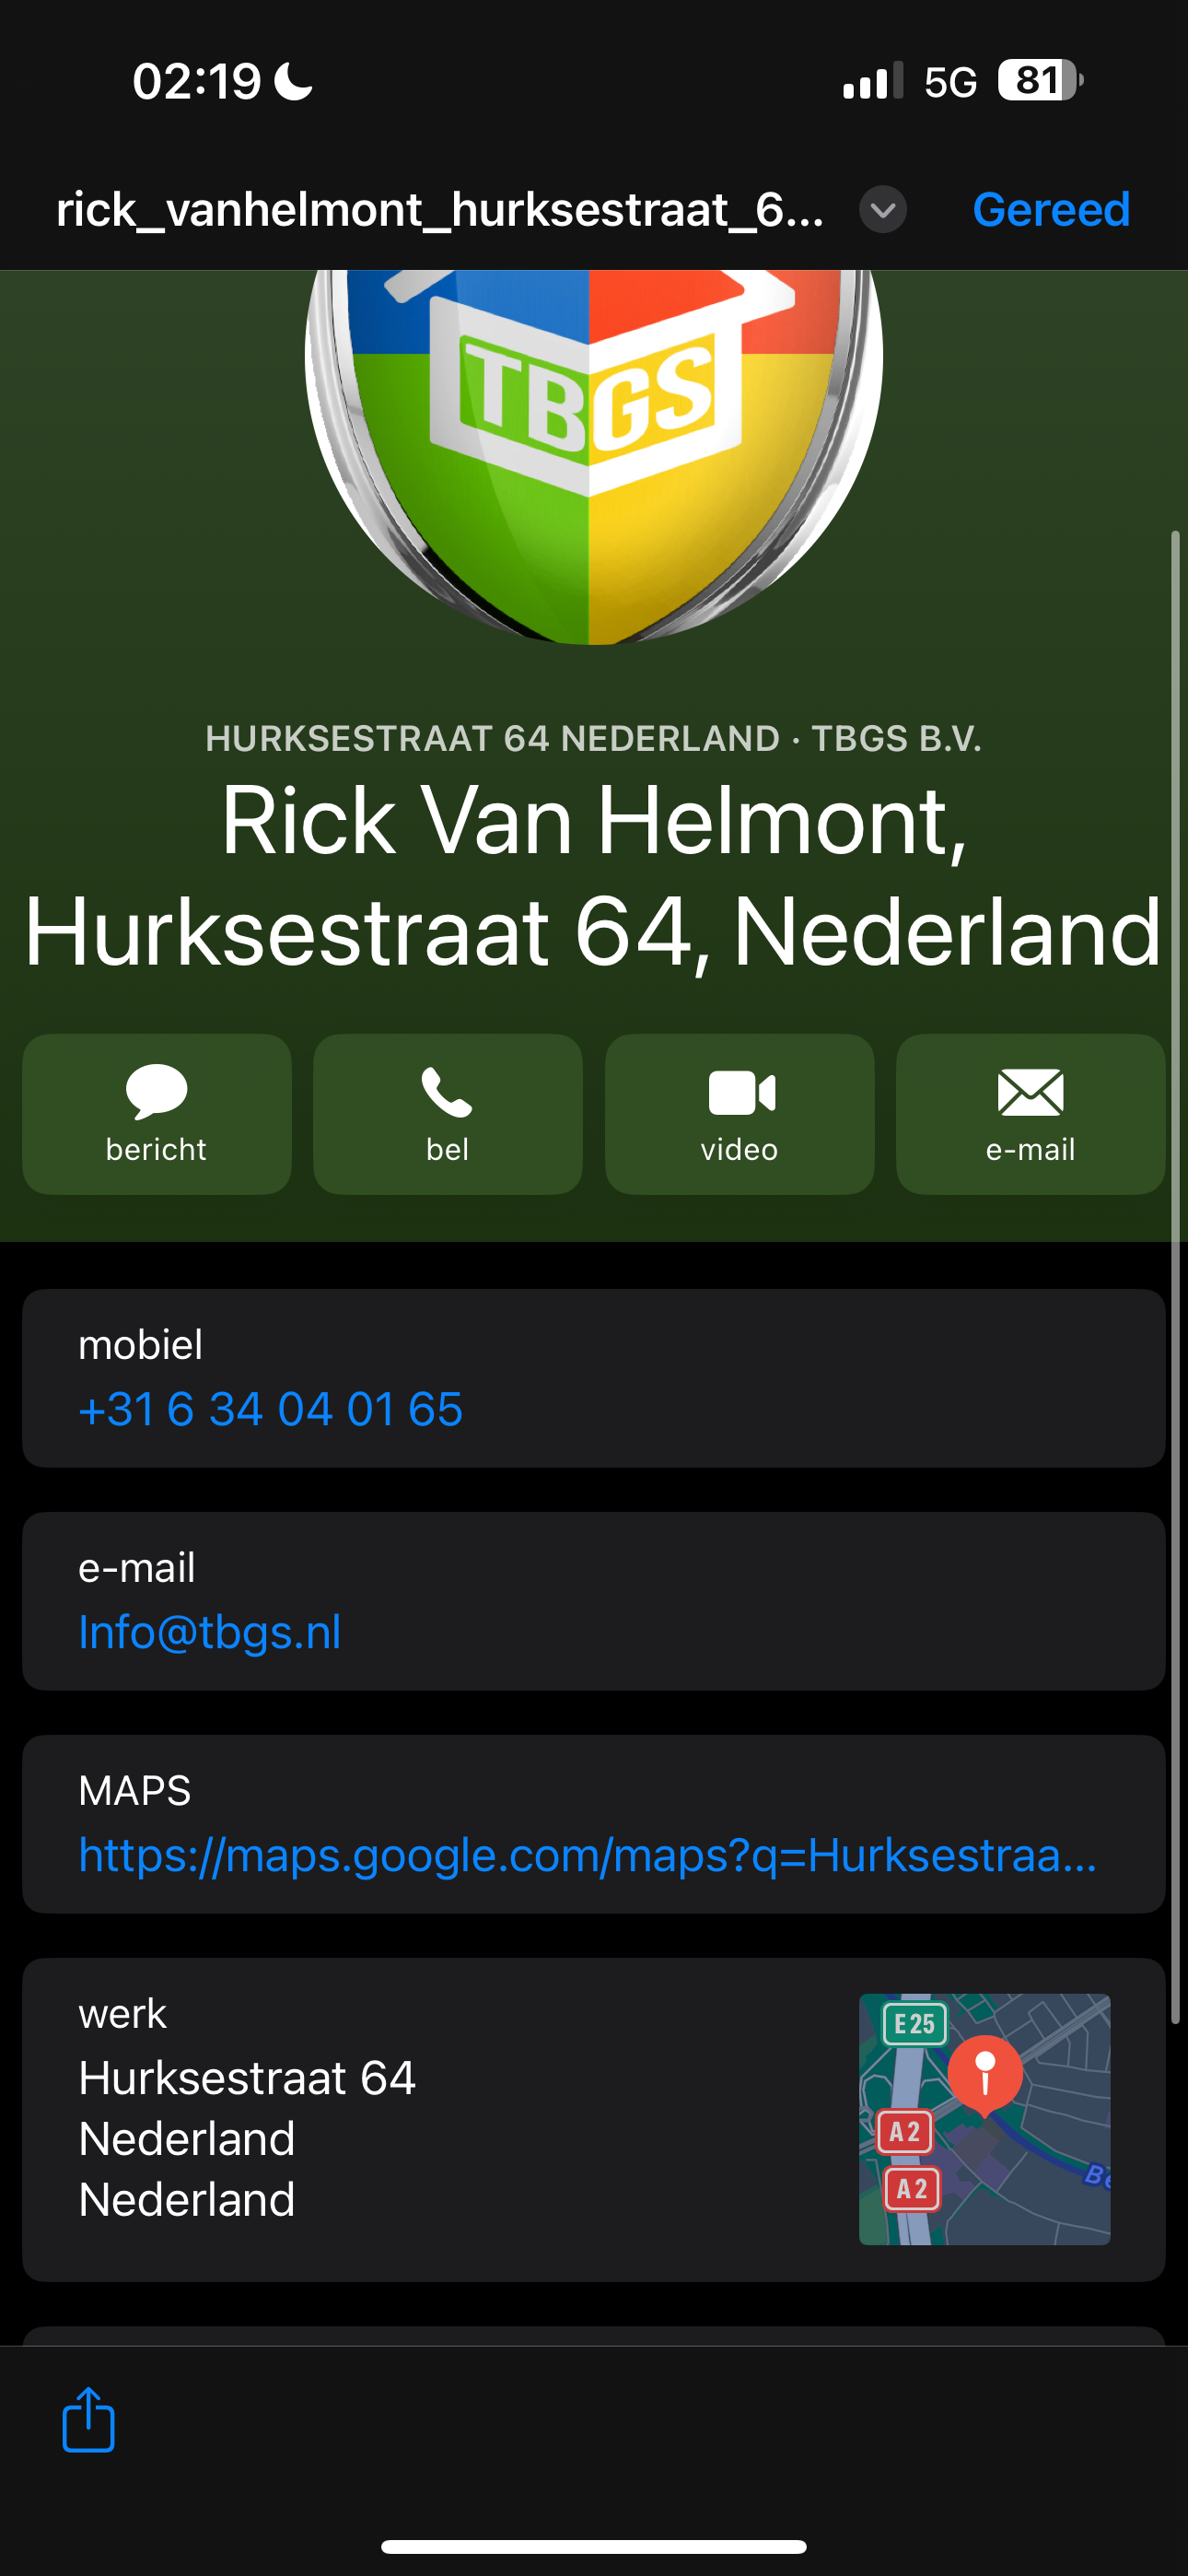 02:19
5G
81
rick_vanhelmont_hurksestraat_6...
Gereed
TBGS
HURKSESTRAAT 64 NEDERLAND · TBGS B.V.
Rick Van Helmont,
Hurksestraat 64, Nederland
bericht
bel
video
e-mail
mobiel
+31 6 34 04 01 65
e-mail
Info@tbgs.nl
MAPS
https://maps.google.com/maps?q=Hurksestraa...
werk
Hurksestraat 64
Nederland
Nederland
E 25
A 2
A 2